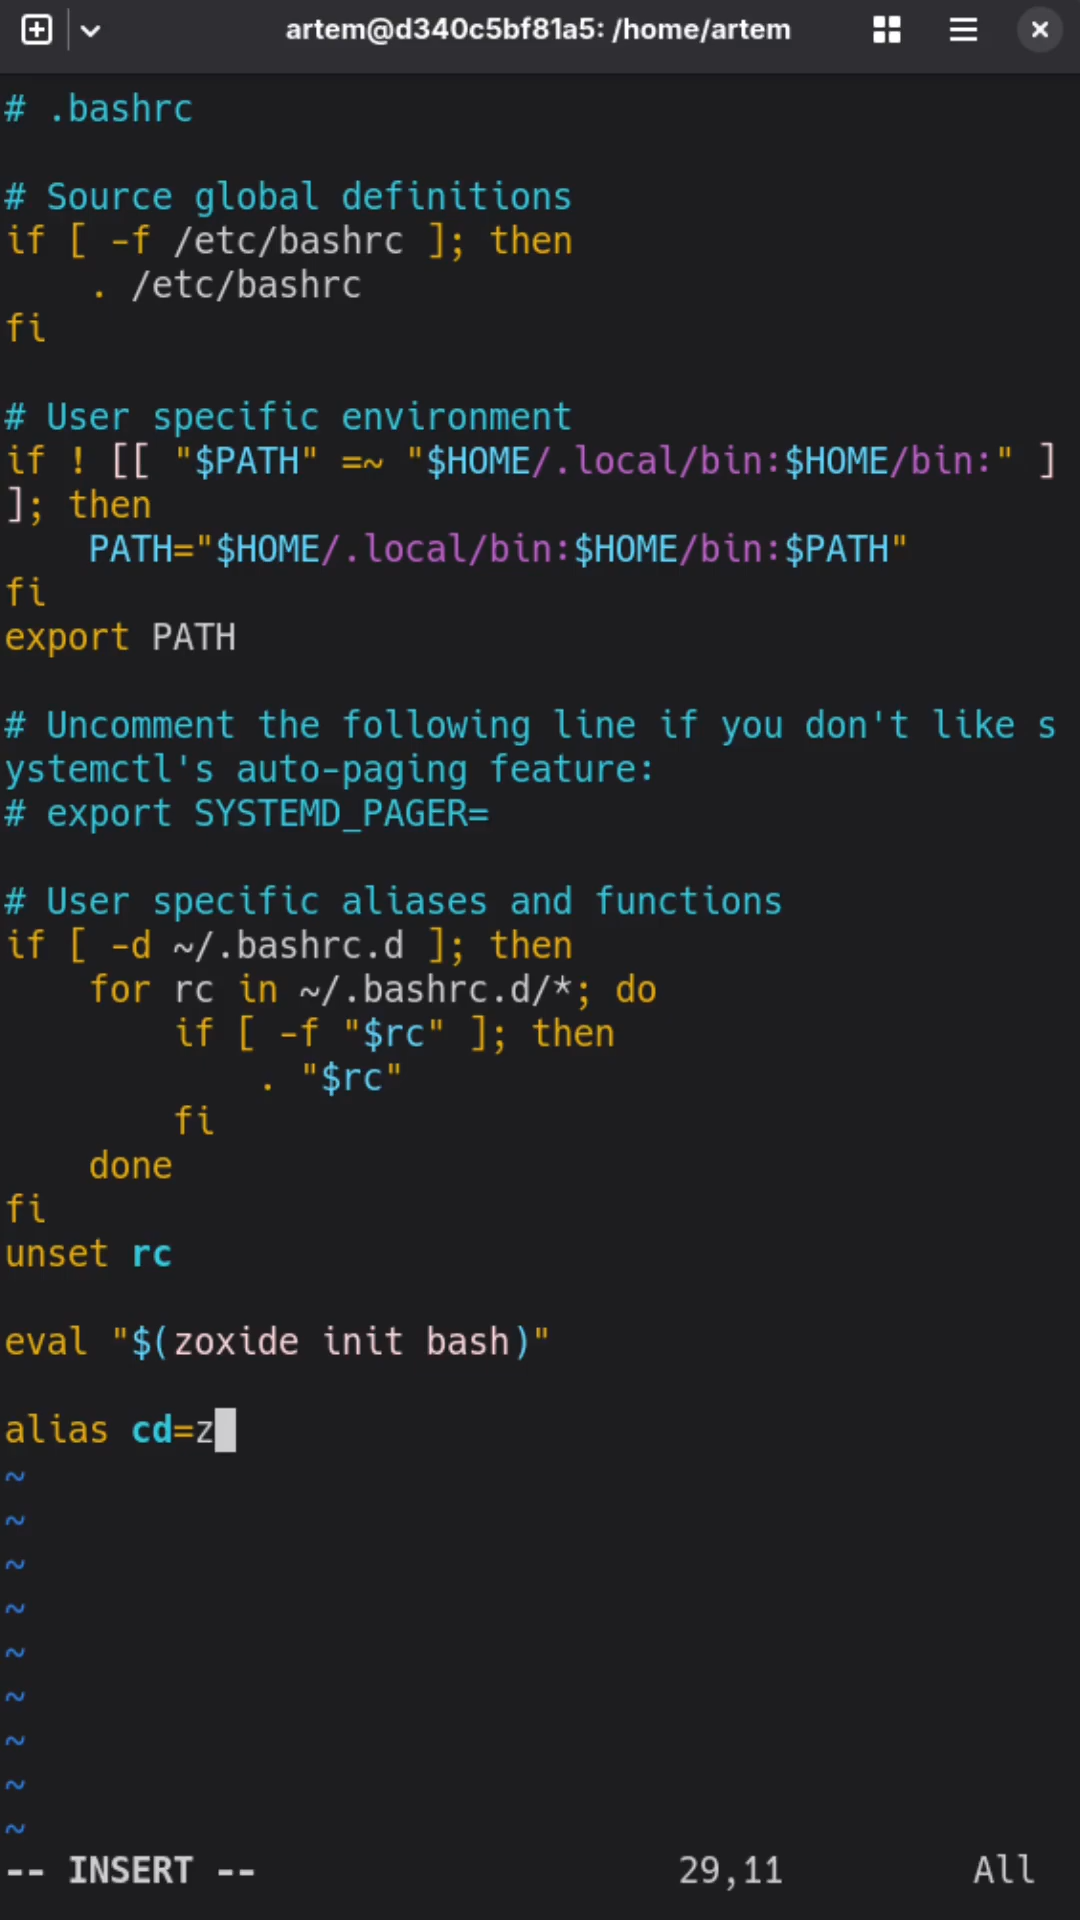 artem@d340c5bf81a5: /home/artem
# .bashrc

# Source global definitions
if [ -f /etc/bashrc ]; then
    . /etc/bashrc
fi

# User specific environment
if ! [[ "$PATH" =~ "$HOME/.local/bin:$HOME/bin:" ]
]; then
    PATH="$HOME/.local/bin:$HOME/bin:$PATH"
fi
export PATH

# Uncomment the following line if you don't like s
ystemctl's auto-paging feature:
# export SYSTEMD_PAGER=

# User specific aliases and functions
if [ -d ~/.bashrc.d ]; then
    for rc in ~/.bashrc.d/*; do
        if [ -f "$rc" ]; then
            . "$rc"
        fi
    done
fi
unset rc

eval "$(zoxide init bash)"

alias cd=z
~
~
~
~
~
~
~
~
~
-- INSERT -- 29,11 All